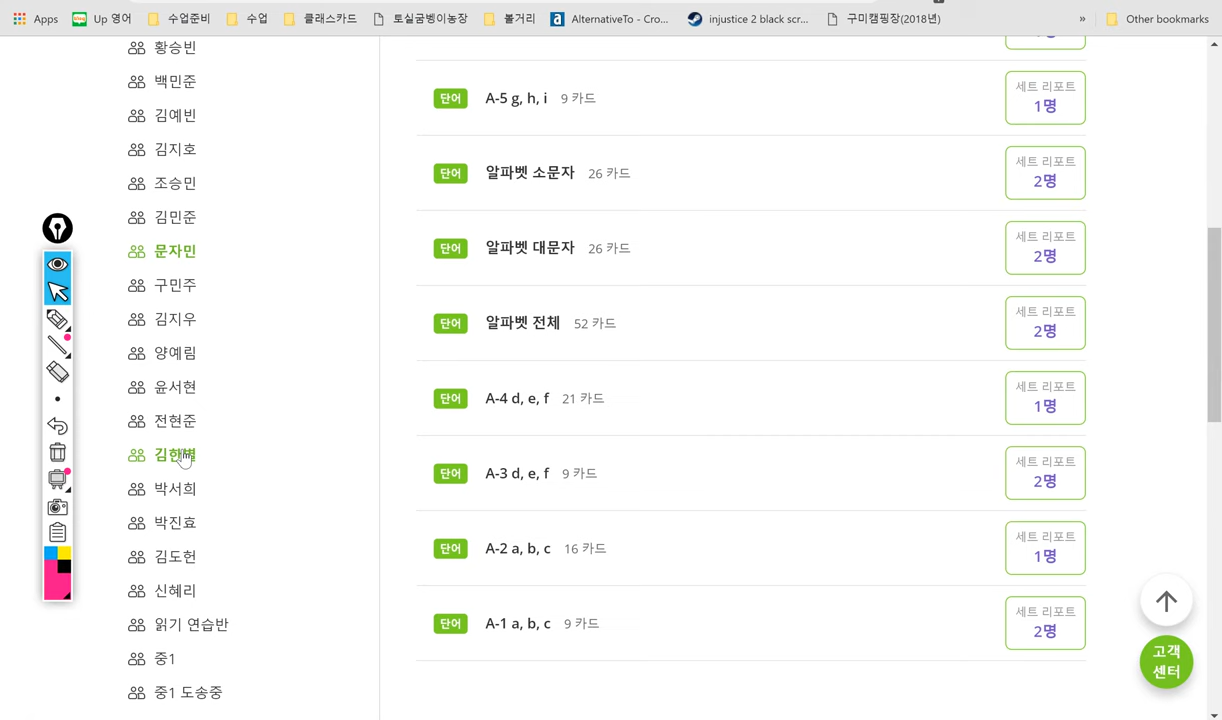 Apps
Up 영어
수업준비
수업
클래스카드
토실굼벵이농장
볼거리
AlternativeTo - Cro...
injustice 2 black scr...
구미캠핑장(2018년)
»
Other bookmarks
황승빈
백민준
김예빈
김지호
조승민
김민준
문자민
구민주
김지우
양예림
윤서현
전현준
박서희
박진효
김도헌
신혜리
읽기 연습반
중1
중1 도송중
단어 A-5 g, h, i 9 카드
세트 리포트
1명
단어 알파벳 소문자 26 카드
세트 리포트
2명
단어 알파벳 대문자 26 카드
세트 리포트
2명
단어 알파벳 전체 52 카드
세트 리포트
2명
단어 A-4 d, e, f 21 카드
세트 리포트
1명
단어 A-3 d, e, f 9 카드
세트 리포트
2명
단어 A-2 a, b, c 16 카드
세트 리포트
1명
단어 A-1 a, b, c 9 카드
세트 리포트
2명
고객
센터